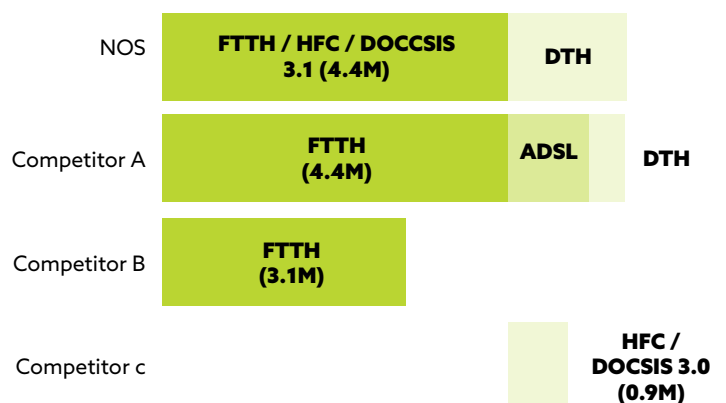 NOS
FTTH / HFC / DOCCSIS
3.1 (4.4M)
DTH
Competitor A
FTTH
(4.4M)
ADSL
DTH
Competitor B
FTTH
(3.1M)
Competitor c
HFC /
DOCSIS 3.0
(0.9M)